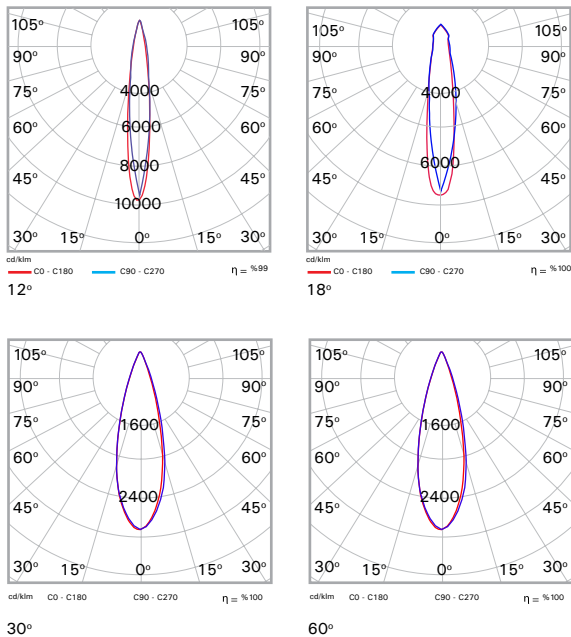 105° 105°
90° 90°
75° 4000 75°
60° 6000 60°
8000
45° 45°
10000
30° 15° 0° 15° 30°
cd/klm
C0 - C180 C90 - C270 η = %99
12°
105° 105°
90° 90°
75° 4000 75°
60° 60°
6000
45° 45°
30° 15° 0° 15° 30°
cd/klm
C0 - C180 C90 - C270 η = %100
18°
105° 105°
90° 90°
75° 1600 75°
60° 60°
45° 2400 45°
30° 15° 0° 15° 30°
cd/klm C0 - C180 C90 - C270 η = %100
30°
105° 105°
90° 90°
75° 1600 75°
60° 60°
45° 2400 45°
30° 15° 0° 15° 30°
cd/klm C0 - C180 C90 - C270 η = %100
60°